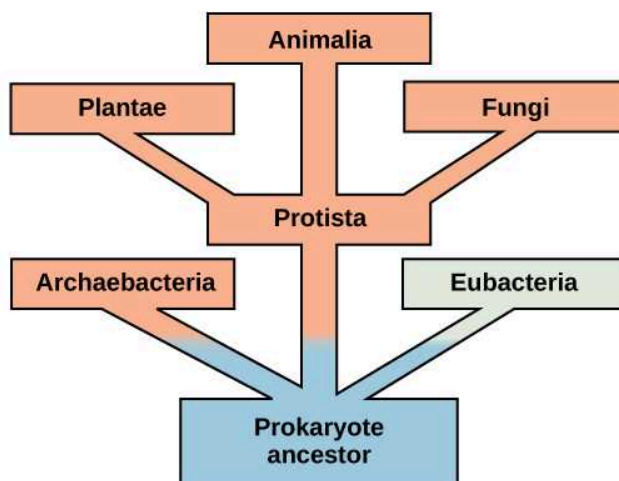 Animalia
Plantae
Fungi
Protista
Archaebacteria
Eubacteria
Prokaryote
ancestor